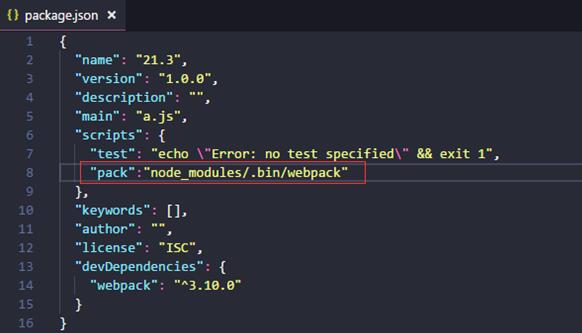 {} package.json ×
1 {
2 "name": "21.3",
3 "version": "1.0.0",
4 "description": "",
5 "main": "a.js",
6 "scripts": {
7 "test": "echo \"Error: no test specified\" && exit 1",
8 "pack":"node_modules/.bin/webpack"
9 },
10 "keywords": [],
11 "author": "",
12 "license": "ISC",
13 "devDependencies": {
14 "webpack": "^3.10.0"
15 }
16 }